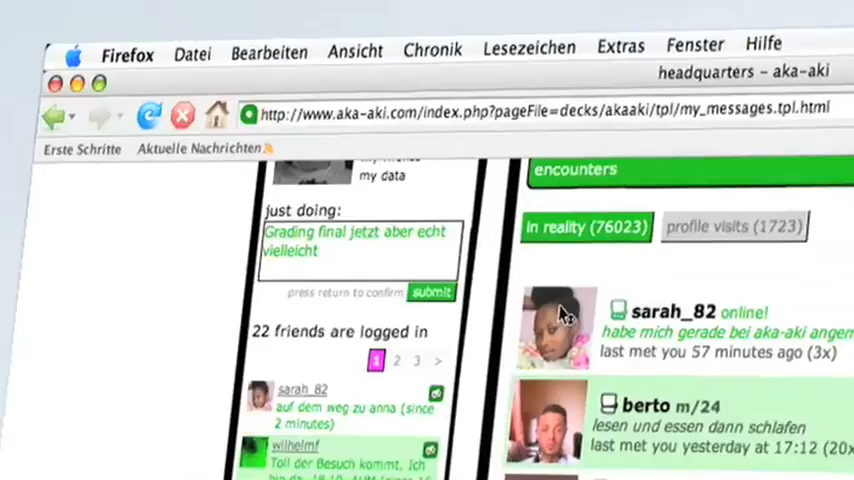 Firefox Datei Bearbeiten Ansicht Chronik Lesezeichen Extras Fenster Hilfe
headquarters – aka-aki
http://www.aka-aki.com/index.php?pageFile=decks/akaaki/tpl/my_messages.tpl.html
Erste Schritte Aktuelle Nachrichten
my data
just doing:
Grading final jetzt aber echt
vielleicht
press return to confirm submit
22 friends are logged in
1 2 3 >
sarah_82
auf dem weg zu anna (since
2 minutes)
wilhelmf
Toll der Besuch kommt. Ich
encounters
in reality (76023) profile visits (1723)
sarah_82 online!
habe mich gerade bei aka-aki angem
last met you 57 minutes ago (3x)
berto m/24
lesen und essen dann schlafen
last met you yesterday at 17:12 (20x